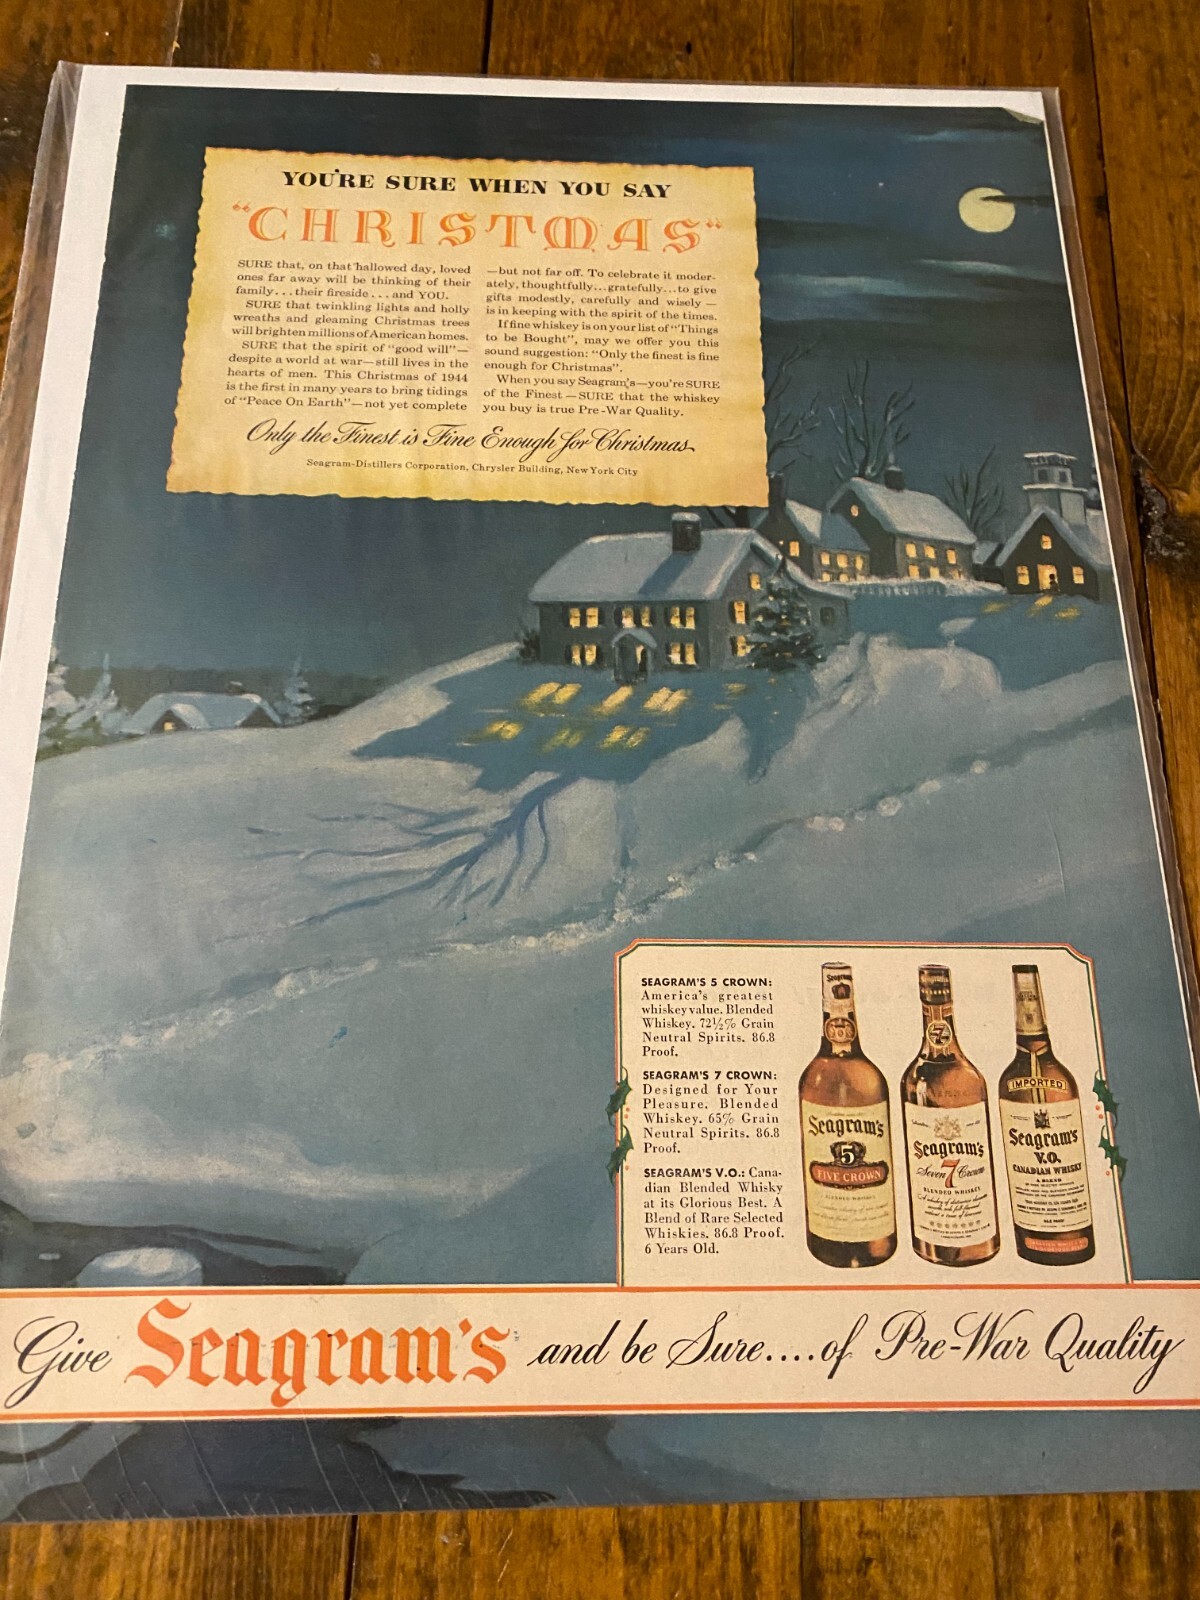 YOU'RE SURE WHEN YOU SAY
"CHRISTMAS"
SURE that, on that hallowed day, loved
ones far away will be thinking of their
family...their fireside...and YOU.
SURE that twinkling lights and holly
wreaths and gleaming Christmas trees
will brighten millions of American homes.
SURE that the spirit of "good will"—
despite a world at war—still lives in the
hearts of men. This Christmas of 1944
is the first in many years to bring tidings
of "Peace On Earth"—not yet complete
—but not far off. To celebrate it moder-
ately, thoughtfully...gratefully...to give
gifts modestly, carefully and wisely —
is in keeping with the spirit of the times.
If fine whiskey is on your list of "Things
to be Bought", may we offer you this
sound suggestion: "Only the finest is fine
enough for Christmas".
When you say Seagram's—you're SURE
of the Finest—SURE that the whiskey
you buy is true Pre-War Quality.
Only the Finest is Fine Enough for Christmas
Seagram-Distillers Corporation, Chrysler Building, New York City
SEAGRAM'S 5 CROWN:
America's greatest
whiskey value. Blended
Whiskey. 72½% Grain
Neutral Spirits. 86.8
Proof.
SEAGRAM'S 7 CROWN:
Designed for Your
Pleasure. Blended
Whiskey. 65% Grain
Neutral Spirits. 86.8
Proof.
SEAGRAM'S V.O.: Cana-
dian Blended Whisky
at its Glorious Best. A
Blend of Rare Selected
Whiskies. 86.8 Proof.
6 Years Old.
Seagram's
Seagram's
5
FIVE CROWN
BLENDED WHISKEY
7
Seagram's
Seven 7 Crown
BLENDED WHISKEY
IMPORTED
Seagram's
V.O.
CANADIAN WHISKY
A BLEND
Give Seagram's and be Sure....of Pre-War Quality